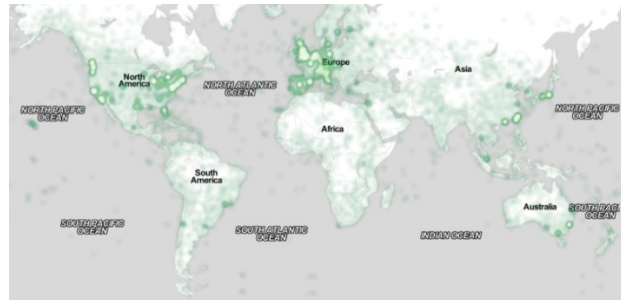 Europe
Asia
North
America
NORTH ATLANTIC
OCEAN
NORTH PACIFIC
OCEAN
NORTH PACIFIC
OCEAN
Africa
South
America
Australia
SOUTH PACIFIC
OCEAN
SOUTH PACI
OCEAN
SOUTH ATLANTIC
OCEAN
INDIAN OCEAN